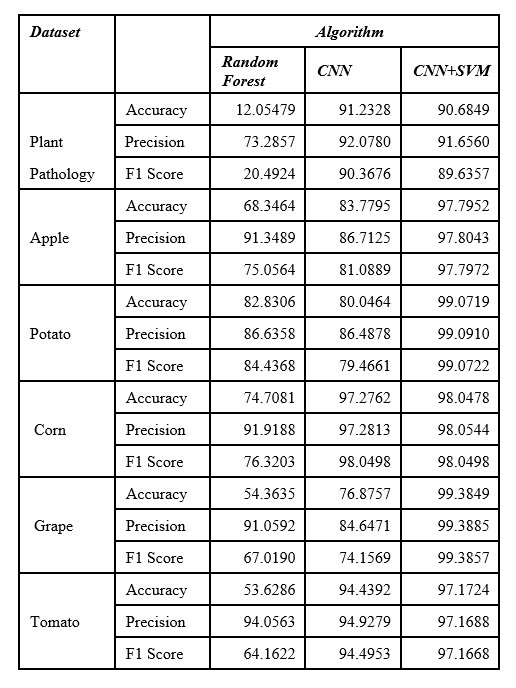 Dataset Algorithm
Random Forest CNN CNN+SVM
Plant Pathology
Accuracy 12.05479 91.2328 90.6849
Precision 73.2857 92.0780 91.6560
F1 Score 20.4924 90.3676 89.6357
Apple
Accuracy 68.3464 83.7795 97.7952
Precision 91.3489 86.7125 97.8043
F1 Score 75.0564 81.0889 97.7972
Potato
Accuracy 82.8306 80.0464 99.0719
Precision 86.6358 86.4878 99.0910
F1 Score 84.4368 79.4661 99.0722
Corn
Accuracy 74.7081 97.2762 98.0478
Precision 91.9188 97.2813 98.0544
F1 Score 76.3203 98.0498 98.0498
Grape
Accuracy 54.3635 76.8757 99.3849
Precision 91.0592 84.6471 99.3885
F1 Score 67.0190 74.1569 99.3857
Tomato
Accuracy 53.6286 94.4392 97.1724
Precision 94.0563 94.9279 97.1688
F1 Score 64.1622 94.4953 97.1668